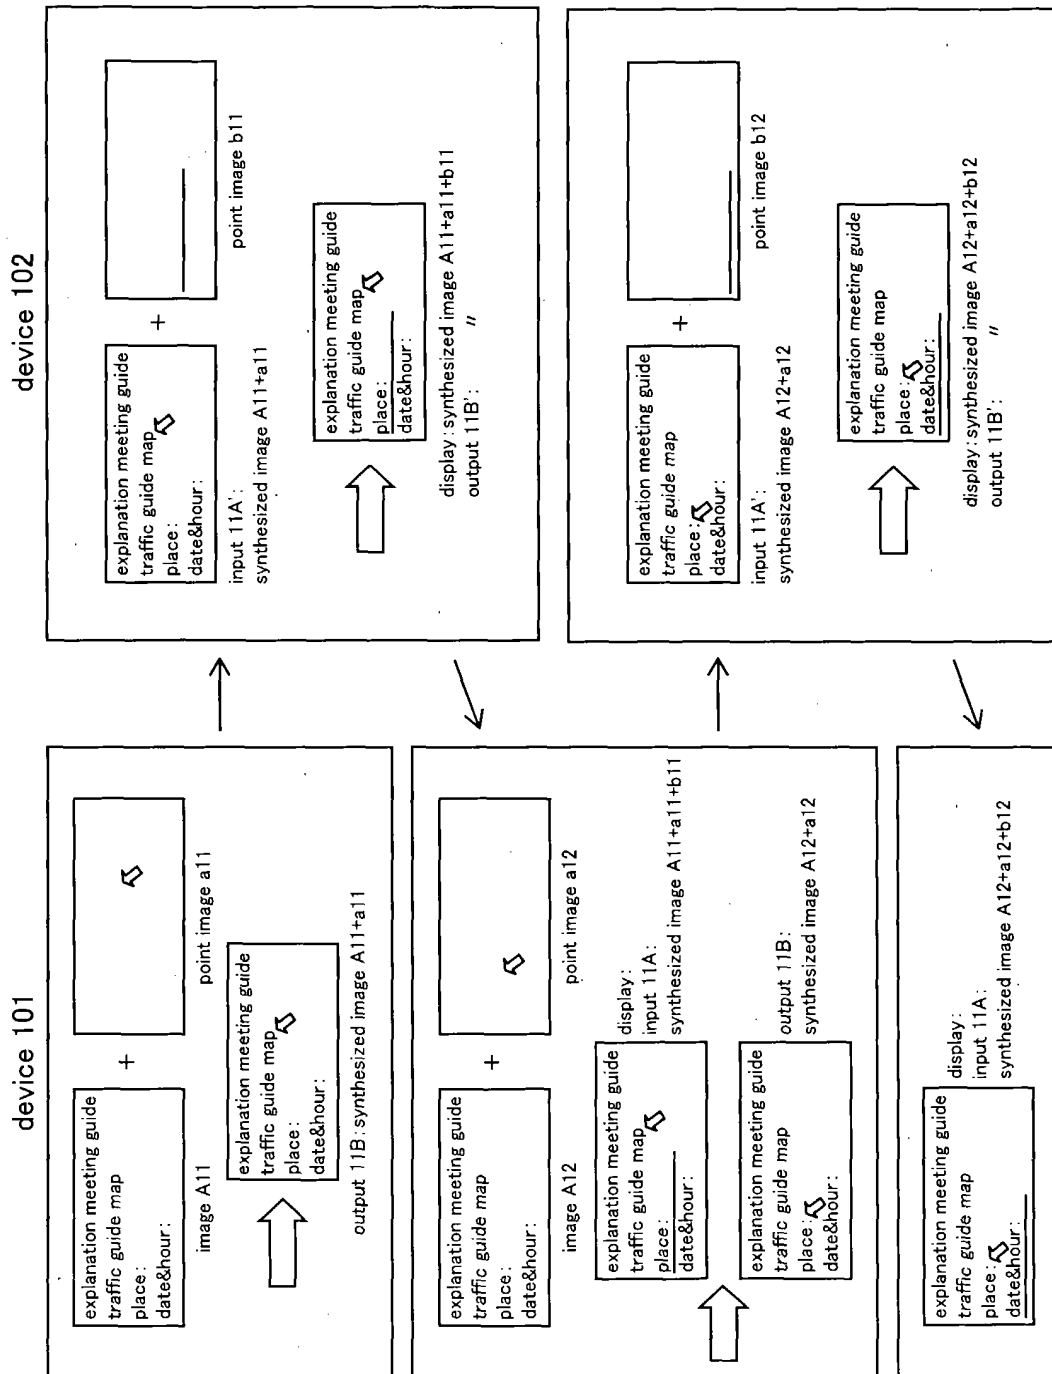 device 101
explanation meeting guide
traffic guide map
place:
date&hour:
image A11
+
point image a11
explanation meeting guide
traffic guide map
place:
date&hour:
output 11B:synthesized image A11+a11
device 102
explanation meeting guide
traffic guide map
place:
date&hour:
input 11A':
synthesized image A11+a11
+
point image b11
explanation meeting guide
traffic guide map
place:
date&hour:
display:synthesized image A11+a11+b11
output 11B': 〃
explanation meeting guide
traffic guide map
place:
date&hour:
image A12
+
point image a12
explanation meeting guide
traffic guide map
place:
date&hour:
display:
input 11A:
synthesized image A11+a11+b11
explanation meeting guide
traffic guide map
place:
date&hour:
output 11B:
synthesized image A12+a12
explanation meeting guide
traffic guide map
place:
date&hour:
input 11A':
synthesized image A12+a12
+
point image b12
explanation meeting guide
traffic guide map
place:
date&hour:
display:synthesized image A12+a12+b12
output 11B': 〃
explanation meeting guide
traffic guide map
place:
date&hour:
display:
input 11A:
synthesized image A12+a12+b12